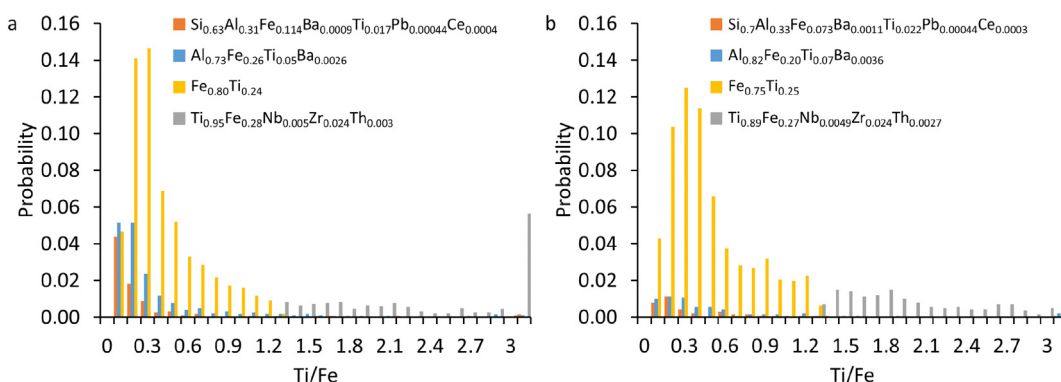 a
0.16
0.14
0.12
0.10
0.08
0.06
0.04
0.02
0.00
Probability
0 0.3 0.6 0.9 1.2 1.5 1.8 2.1 2.4 2.7 3
Ti/Fe
Si0.63Al0.31Fe0.114Ba0.0009Ti0.017Pb0.00044Ce0.0004
Al0.73Fe0.26Ti0.05Ba0.0026
Fe0.80Ti0.24
Ti0.95Fe0.28Nb0.005Zr0.024Th0.003
b
0.16
0.14
0.12
0.10
0.08
0.06
0.04
0.02
0.00
Probability
0 0.3 0.6 0.9 1.2 1.5 1.8 2.1 2.4 2.7 3
Ti/Fe
Si0.7Al0.33Fe0.073Ba0.0011Ti0.022Pb0.00044Ce0.0003
Al0.82Fe0.20Ti0.07Ba0.0036
Fe0.75Ti0.25
Ti0.89Fe0.27Nb0.0049Zr0.024Th0.0027